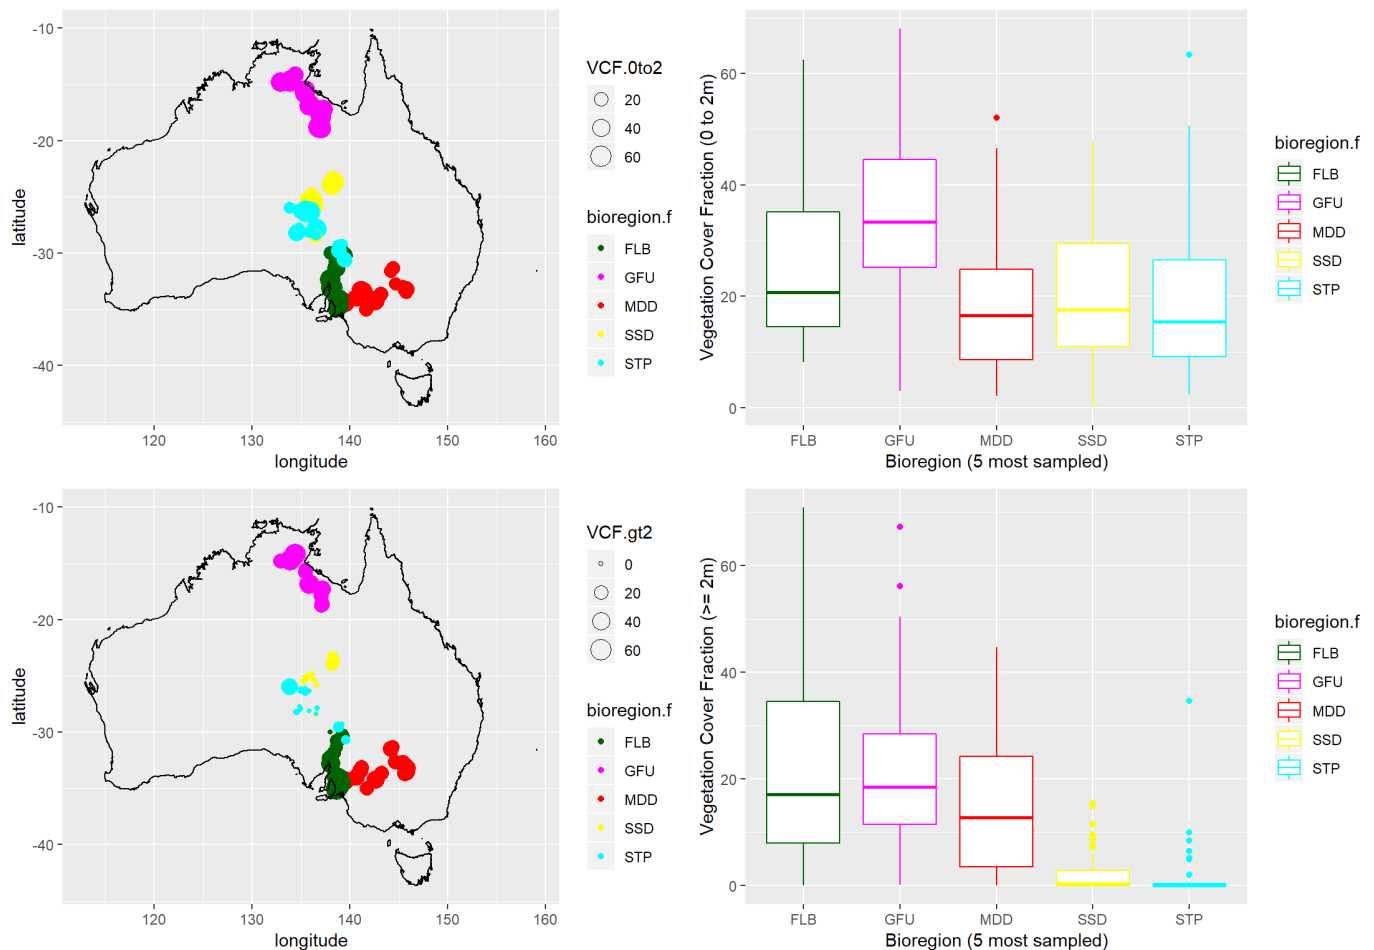 -10
-20
-30
-40
latitude
120
130
140
150
160
longitude
VCF.0to2
20
40
60
bioregion.f
FLB
GFU
MDD
SSD
STP
60
40
20
0
Vegetation Cover Fraction (0 to 2m)
FLB
GFU
MDD
SSD
STP
Bioregion (5 most sampled)
bioregion.f
FLB
GFU
MDD
SSD
STP
-10
-20
-30
-40
latitude
120
130
140
150
160
longitude
VCF.gt2
0
20
40
60
bioregion.f
FLB
GFU
MDD
SSD
STP
60
40
20
0
Vegetation Cover Fraction (>= 2m)
FLB
GFU
MDD
SSD
STP
Bioregion (5 most sampled)
bioregion.f
FLB
GFU
MDD
SSD
STP